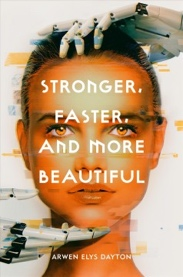 STRONGER,
FASTER,
AND MORE
BEAUTIFUL
ARWEN ELYS DAYTON